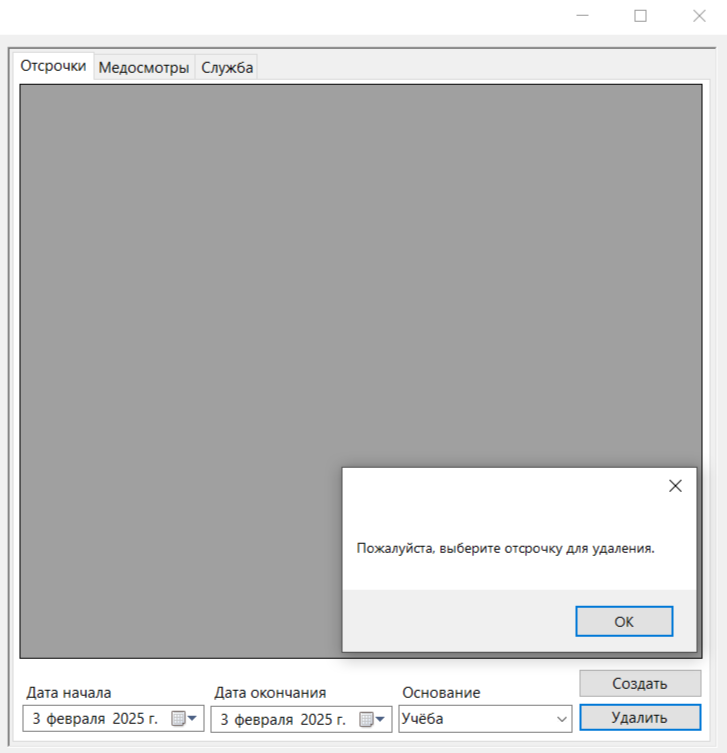 Отсрочки Медосмотры Служба
Пожалуйста, выберите отсрочку для удаления.
ОК
Создать
Дата начала Дата окончания Основание
3 февраля 2025 г. 3 февраля 2025 г. Учёба Удалить